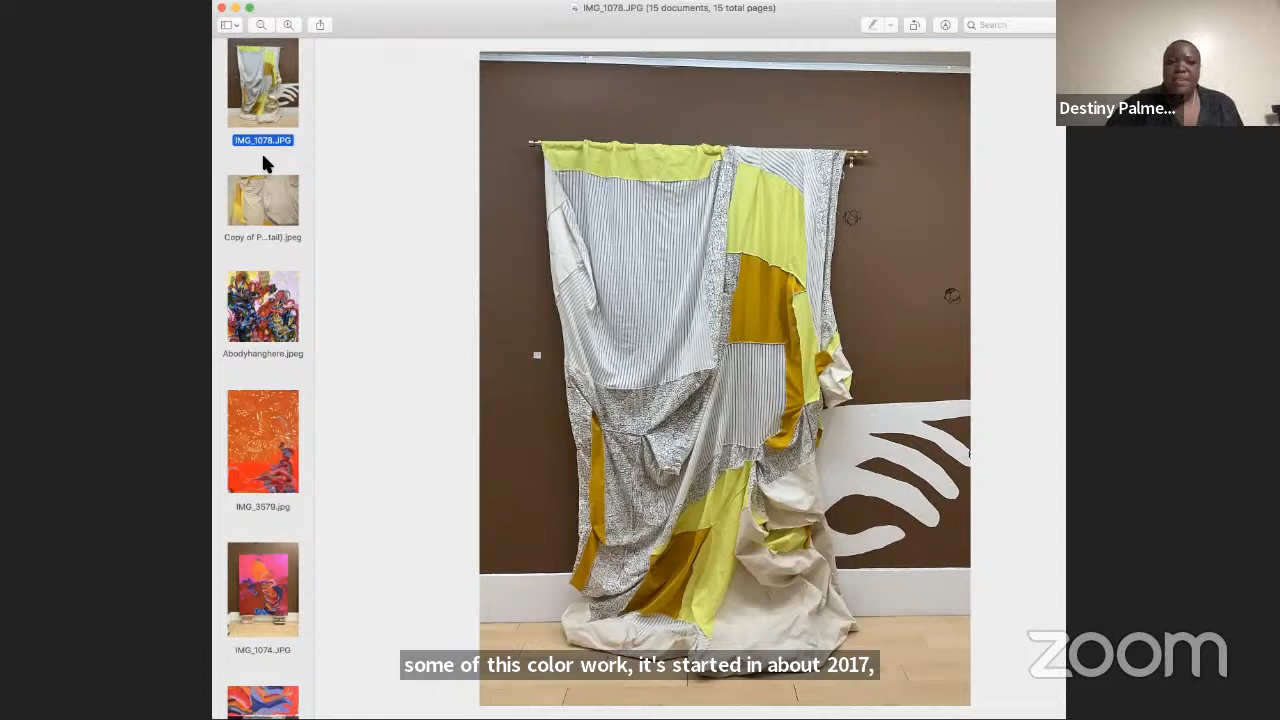 IMG_1078.JPG (15 documents, 15 total pages)
Search
IMG_1078.JPG
Copy of P...tail).jpeg
Abodyhanghere.jpeg
IMG_3579.jpg
IMG_1074.JPG
Destiny Palme...
some of this color work, it's started in about 2017,
zoom